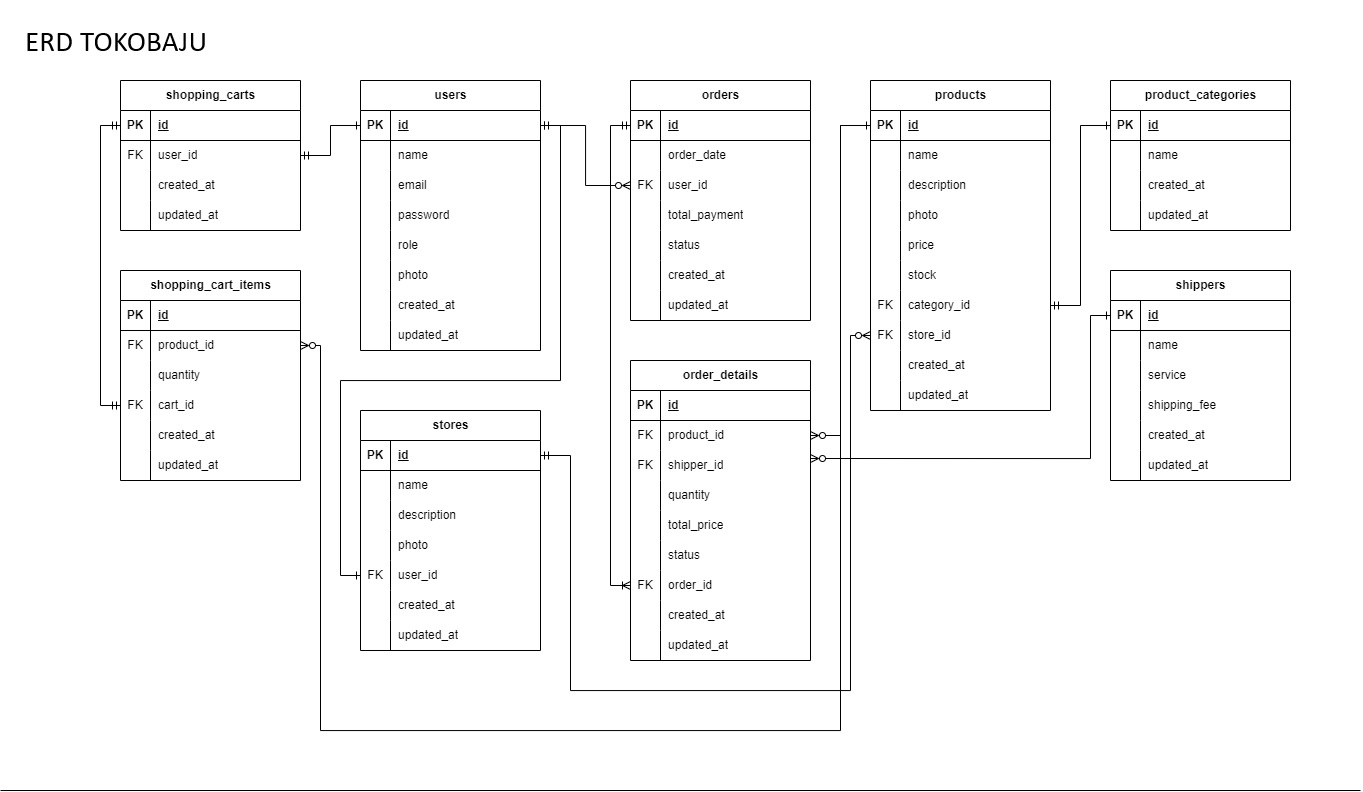 ERD TOKOBAJU
shopping_carts
PK id
FK user_id
created_at
updated_at
users
PK id
name
email
password
role
photo
created_at
updated_at
orders
PK id
order_date
FK user_id
total_payment
status
created_at
updated_at
products
PK id
name
description
photo
price
stock
FK category_id
FK store_id
created_at
updated_at
product_categories
PK id
name
created_at
updated_at
shopping_cart_items
PK id
FK product_id
quantity
FK cart_id
created_at
updated_at
stores
PK id
name
description
photo
FK user_id
created_at
updated_at
order_details
PK id
FK product_id
FK shipper_id
quantity
total_price
status
FK order_id
created_at
updated_at
shippers
PK id
name
service
shipping_fee
created_at
updated_at